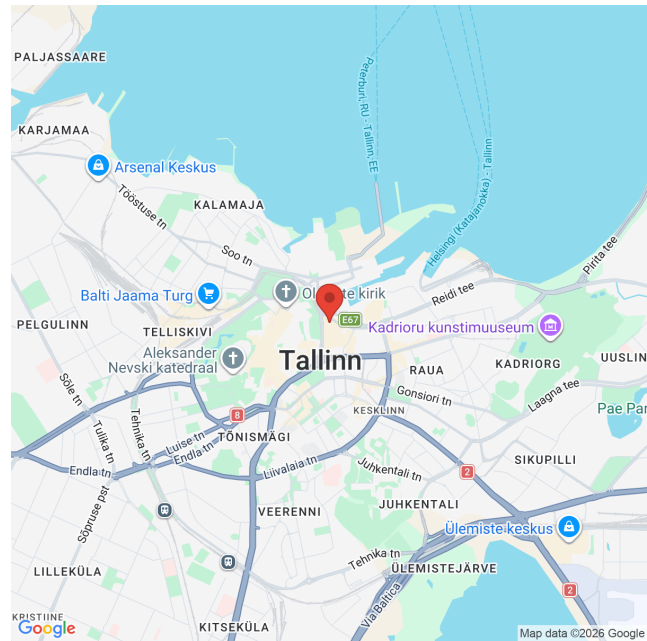 PALJASSAARE
Peterburi, RU - Tallinn, EE
Helsingi (Katajanokka) - Tallinn
KARJAMAA
Arsenal Keskus
Tööstuse tn
KALAMAJA
Soo tn
Pirita tee
Balti Jaama Turg
Reidi tee
E67
Kadrioru kunstimuuseum
PELGULINN
TELLISKIVI
Aleksander
Nevski katedraal
Tallinn
RAUA
KADRIORG
UUSLIN
Gonsiori tn
Laagna tee
Pae Par
Sõle tn
Tulika tn
Tehnika tn
8
TÕNISMÄGI
KESKLINN
Luise tn
Endla tn
Endla tn
Liivalaia tn
Juhkentali tn
2
SIKUPILLI
Sõpruse pst
VEERENNI
JUHKENTALI
Ülemiste keskus
Tehnika tn
ÜLEMISTEJÄRVE
LILLEKÜLA
2
Via Baltica
KRISTIINE
KITSEKÜLA
Google
Map data ©2026 Google